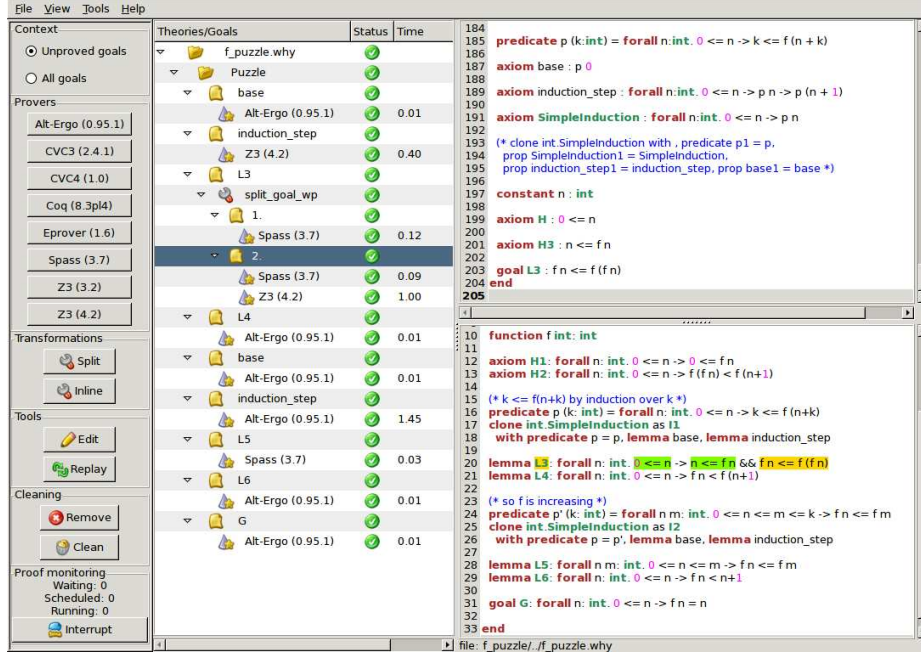 File View Tools Help
Context
Unproved goals
All goals
Provers
Alt-Ergo (0.95.1)
CVC3 (2.4.1)
CVC4 (1.0)
Coq (8.3pl4)
Eprover (1.6)
Spass (3.7)
Z3 (3.2)
Z3 (4.2)
Transformations
Split
Inline
Tools
Edit
Replay
Cleaning
Remove
Clean
Proof monitoring
Waiting: 0
Scheduled: 0
Running: 0
Interrupt
Theories/Goals Status Time
f_puzzle.why
Puzzle
base
Alt-Ergo (0.95.1) 0.01
induction_step
Z3 (4.2) 0.40
L3
split_goal_wp
1.
Spass (3.7) 0.12
2.
Spass (3.7) 0.09
Z3 (4.2) 1.00
L4
Alt-Ergo (0.95.1) 0.01
base
Alt-Ergo (0.95.1) 0.01
induction_step
Alt-Ergo (0.95.1) 1.45
L5
Spass (3.7) 0.03
L6
Alt-Ergo (0.95.1) 0.01
G
Alt-Ergo (0.95.1) 0.01
184
185 predicate p (k:int) = forall n:int. 0 <= n -> k <= f (n + k)
186
187 axiom base : p 0
188
189 axiom induction_step : forall n:int. 0 <= n -> p n -> p (n + 1)
190
191 axiom SimpleInduction : forall n:int. 0 <= n -> p n
192
193 (* clone int.SimpleInduction with , predicate p1 = p,
194 prop SimpleInduction1 = SimpleInduction,
195 prop induction_step1 = induction_step, prop base1 = base *)
196
197 constant n : int
198
199 axiom H : 0 <= n
200
201 axiom H3 : n <= f n
202
203 goal L3 : f n <= f (f n)
204 end
205
10 function f int: int
11
12 axiom H1: forall n: int. 0 <= n -> 0 <= f n
13 axiom H2: forall n: int. 0 <= n -> f (f n) < f (n+1)
14
15 (* k <= f(n+k) by induction over k *)
16 predicate p (k: int) = forall n: int. 0 <= n -> k <= f (n+k)
17 clone int.SimpleInduction as I1
18 with predicate p = p, lemma base, lemma induction_step
19
20 lemma L3: forall n: int. 0 <= n -> n <= f n && f n <= f (f n)
21 lemma L4: forall n: int. 0 <= n -> f n < f (n+1)
22
23 (* so f is increasing *)
24 predicate p' (k: int) = forall n m: int. 0 <= n <= m <= k -> f n <= f m
25 clone int.SimpleInduction as I2
26 with predicate p = p', lemma base, lemma induction_step
27
28 lemma L5: forall n m: int. 0 <= n <= m -> f n <= f m
29 lemma L6: forall n: int. 0 <= n -> f n < n+1
30
31 goal G: forall n: int. 0 <= n -> f n = n
32
33 end
file: f_puzzle/../f_puzzle.why